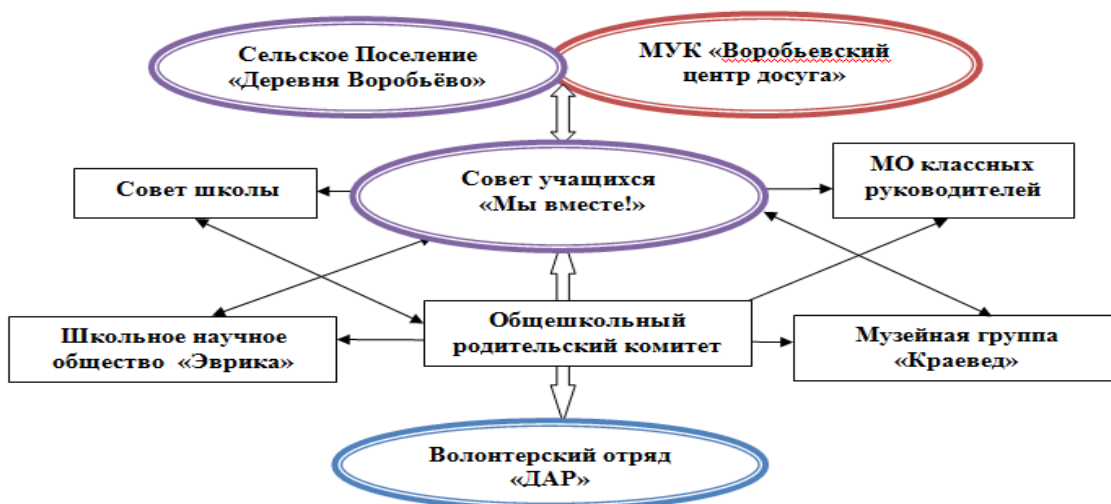 Сельское Поселение
«Деревня Воробьёво»
МУК «Воробьевский
центр досуга»
Совет школы
Совет учащихся
«Мы вместе!»
МО классных
руководителей
Школьное научное
общество «Эврика»
Общешкольный
родительский комитет
Музейная группа
«Краевед»
Волонтерский отряд
«ДАР»